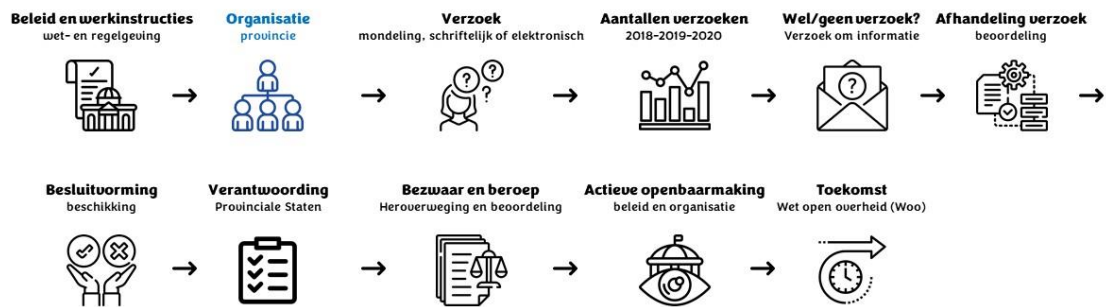 Beleid en werkinstructies
wet- en regelgeving
Organisatie
provincie
Verzoek
mondeling, schriftelijk of elektronisch
Aantallen verzoeken
2018-2019-2020
Wel/geen verzoek?
Verzoek om informatie
Afhandeling verzoek
beoordeling
Besluitvorming
beschikking
Verantwoording
Provinciale Staten
Bezwaar en beroep
Heroverweging en beoordeling
Actieve openbaarmaking
beleid en organisatie
Toekomst
Wet open overheid (Woo)